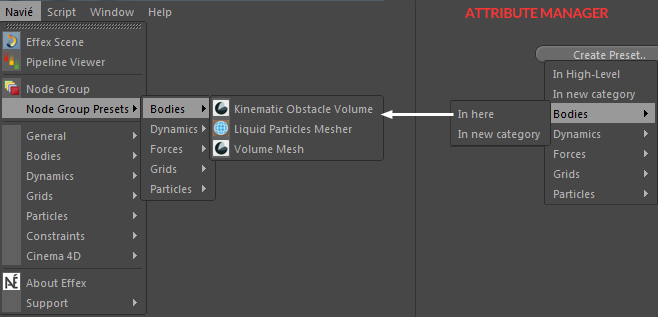 Navié Script Window Help
Effex Scene
Pipeline Viewer
Node Group
Node Group Presets
General
Bodies
Dynamics
Grids
Particles
Constraints
Cinema 4D
About Effex
Support
Bodies
Dynamics
Forces
Grids
Particles
Kinematic Obstacle Volume
Liquid Particles Mesher
Volume Mesh
ATTRIBUTE MANAGER
Create Preset..
In High-Level
In new category
Bodies
Dynamics
Forces
Grids
Particles
In here
In new category